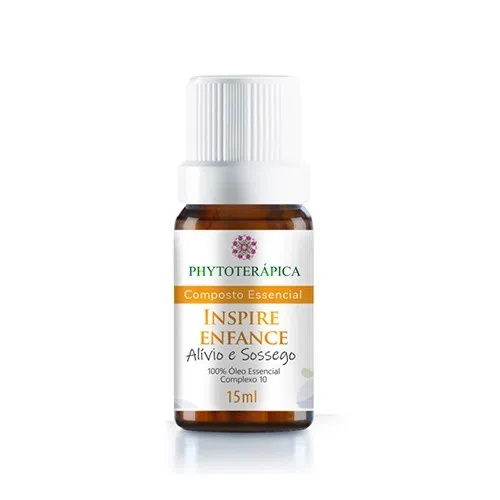 PHYTOTERÁPICA
Composto Essencial
INSPIRE
ENFANCE
Alívio e Sossego
100% Óleo Essencial
Complexo 10
15ml